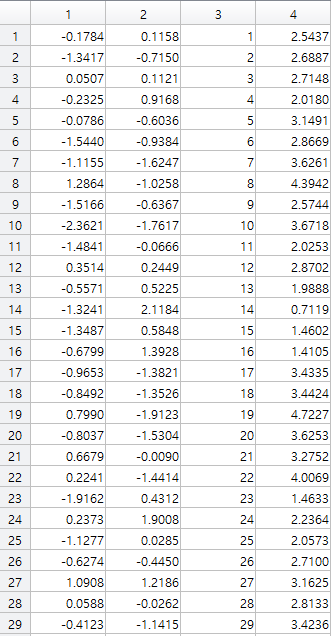 1 2 3 4
1 -0.1784 0.1158 1 2.5437
2 -1.3417 -0.7150 2 2.6887
3 0.0507 0.1121 3 2.7148
4 -0.2325 0.9168 4 2.0180
5 -0.0786 -0.6036 5 3.1491
6 -1.5440 -0.9384 6 2.8669
7 -1.1155 -1.6247 7 3.6261
8 1.2864 -1.0258 8 4.3942
9 -1.5166 -0.6367 9 2.5744
10 -2.3621 -1.7617 10 3.6718
11 -1.4841 -0.0666 11 2.0253
12 0.3514 0.2449 12 2.8702
13 -0.5571 0.5225 13 1.9888
14 -1.3241 2.1184 14 0.7119
15 -1.3487 0.5848 15 1.4602
16 -0.6799 1.3928 16 1.4105
17 -0.9653 -1.3821 17 3.4335
18 -0.8492 -1.3526 18 3.4424
19 0.7990 -1.9123 19 4.7227
20 -0.8037 -1.5304 20 3.6253
21 0.6679 -0.0090 21 3.2752
22 0.2241 -1.4414 22 4.0069
23 -1.9162 0.4312 23 1.4633
24 0.2373 1.9008 24 2.2364
25 -1.1277 0.0285 25 2.0573
26 -0.6274 -0.4450 26 2.7100
27 1.0908 1.2186 27 3.1625
28 0.0588 -0.0262 28 2.8133
29 -0.4123 -1.1415 29 3.4236